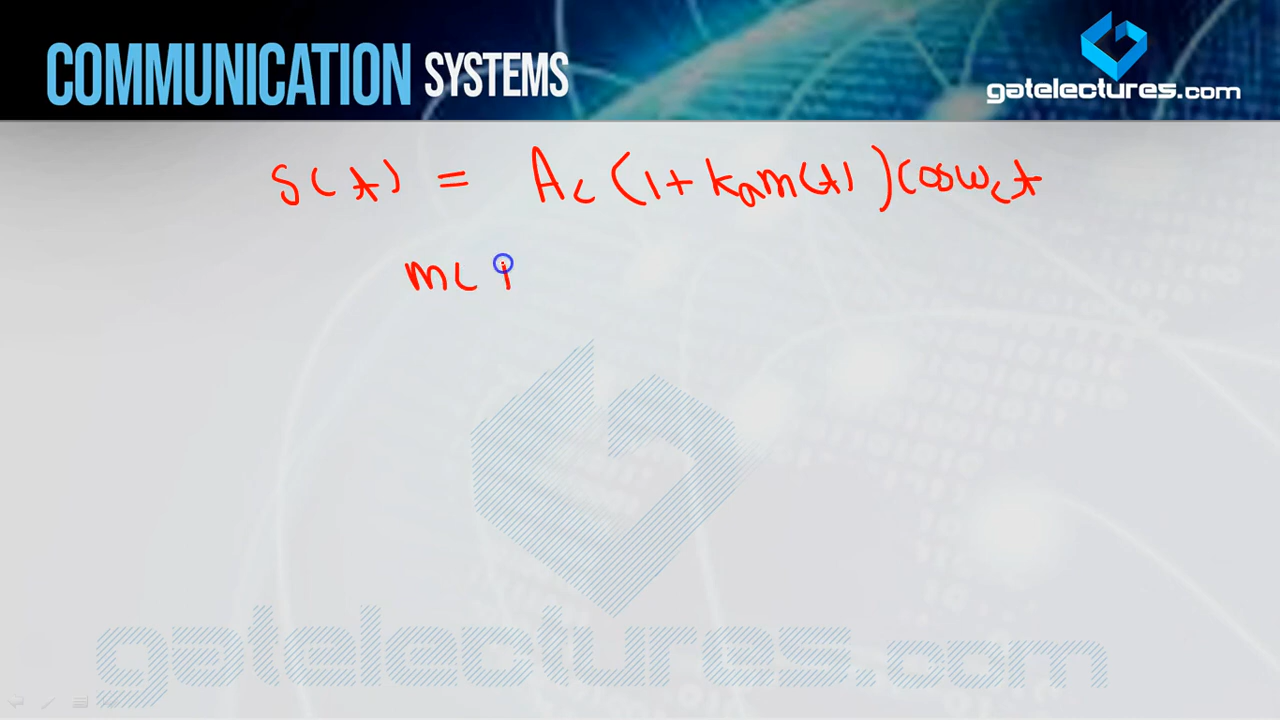 COMMUNICATION SYSTEMS
gatelectures.com
S(t) = Ac(1+kam(t))cosωct
m(
gatelectures.com